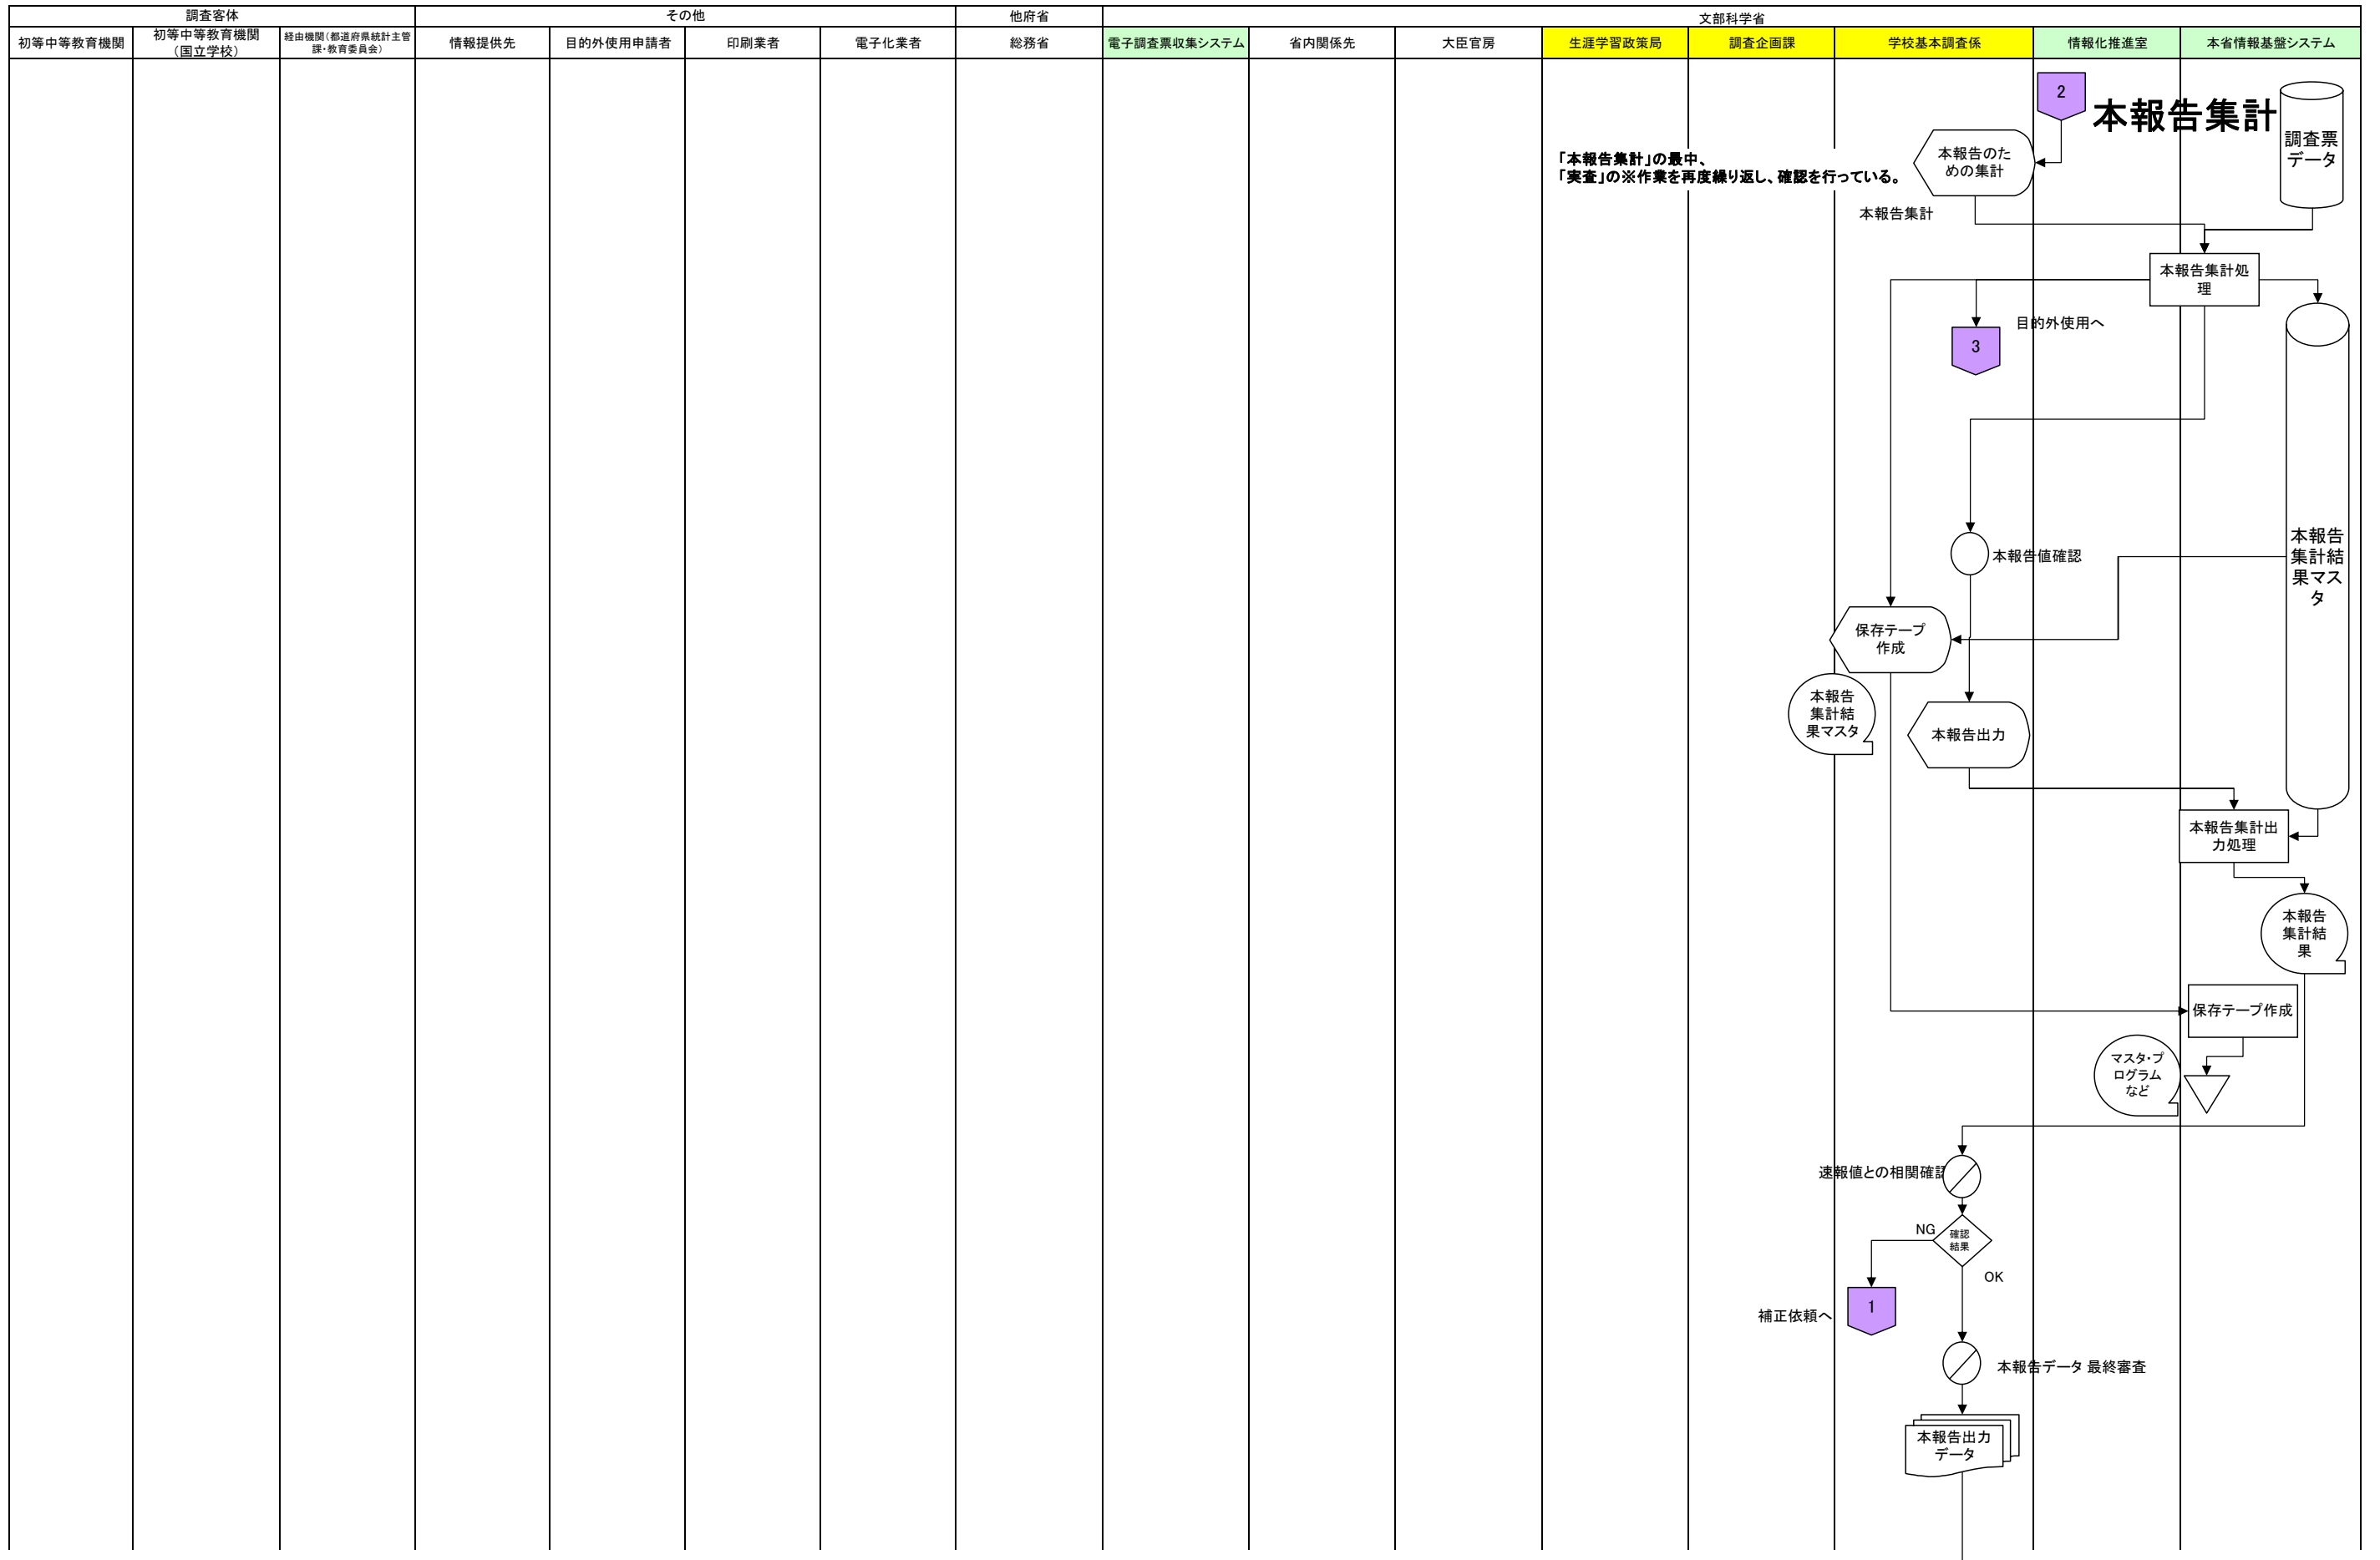 調査客体
その他
他府省
文部科学省
初等中等教育機関
初等中等教育機関
(国立学校)
経由機関(都道府県統計主管
課・教育委員会)
情報提供先
目的外使用申請者
印刷業者
電子化業者
総務省
電子調査票収集システム
省内関係先
大臣官房
生涯学習政策局
調査企画課
学校基本調査係
情報化推進室
本省情報基盤システム
2
本報告集計
調査票
データ
「本報告集計」の最中、
「実査」の※作業を再度繰り返し、確認を行っている。
本報告のた
めの集計
本報告集計
本報告集計処
理
目的外使用へ
3
本報告
集計結
果マス
タ
本報告値確認
保存テープ
作成
本報告
集計結
果マスタ
本報告出力
本報告集計出
力処理
本報告
集計結
果
保存テープ作成
マスタ・プ
ログラム
など
速報値との相関確認
NG
確認
結果
OK
補正依頼へ
1
本報告データ 最終審査
本報告出力
データ